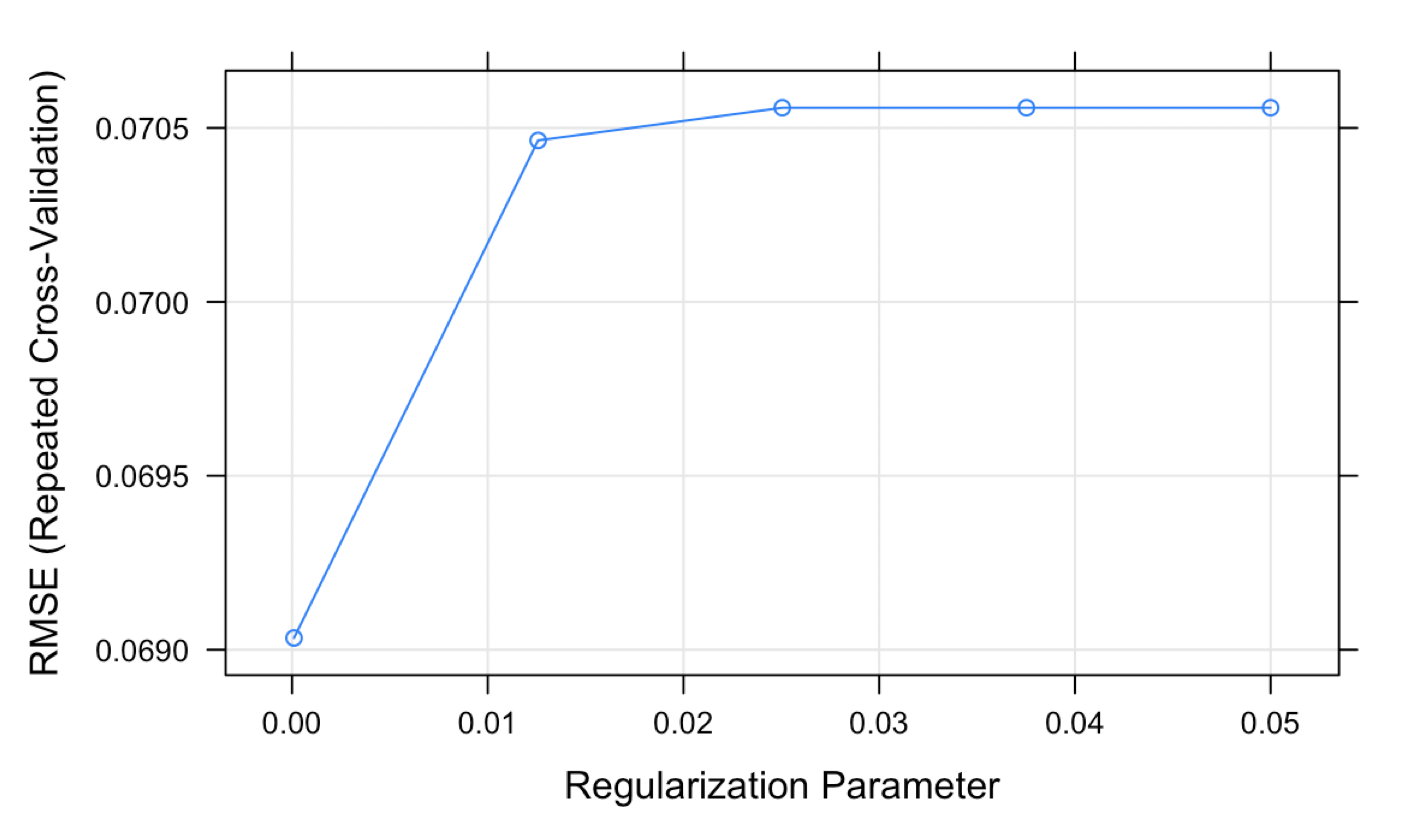 RMSE (Repeated Cross-Validation)
0.0705
0.0700
0.0695
0.0690
0.00 0.01 0.02 0.03 0.04 0.05
Regularization Parameter